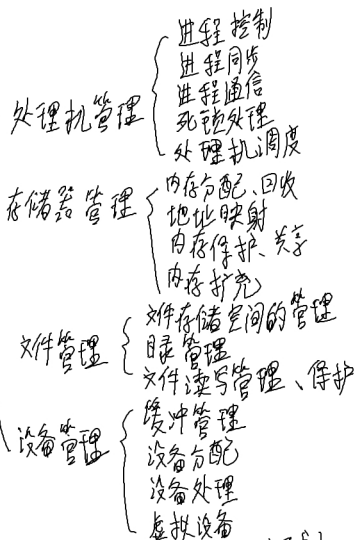 处理机管理
进程控制
进程同步
进程通信
死锁处理
处理机调度
存储器管理
内存分配、回收
地址映射
内存保护、共享
内存扩充
文件管理
文件存储空间的管理
目录管理
文件读写管理、保护
设备管理
缓冲管理
设备分配
设备处理
虚拟设备